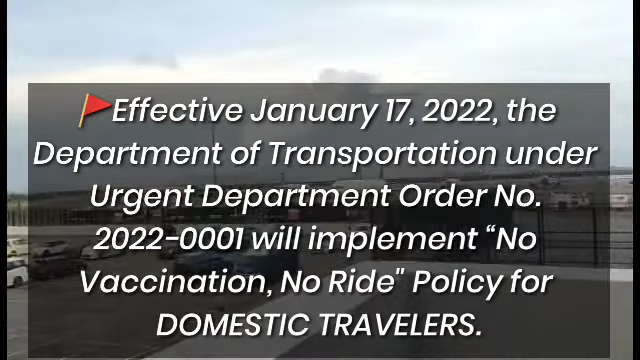 🚩Effective January 17, 2022, the
Department of Transportation under
Urgent Department Order No.
2022-0001 will implement “No
Vaccination, No Ride" Policy for
DOMESTIC TRAVELERS.